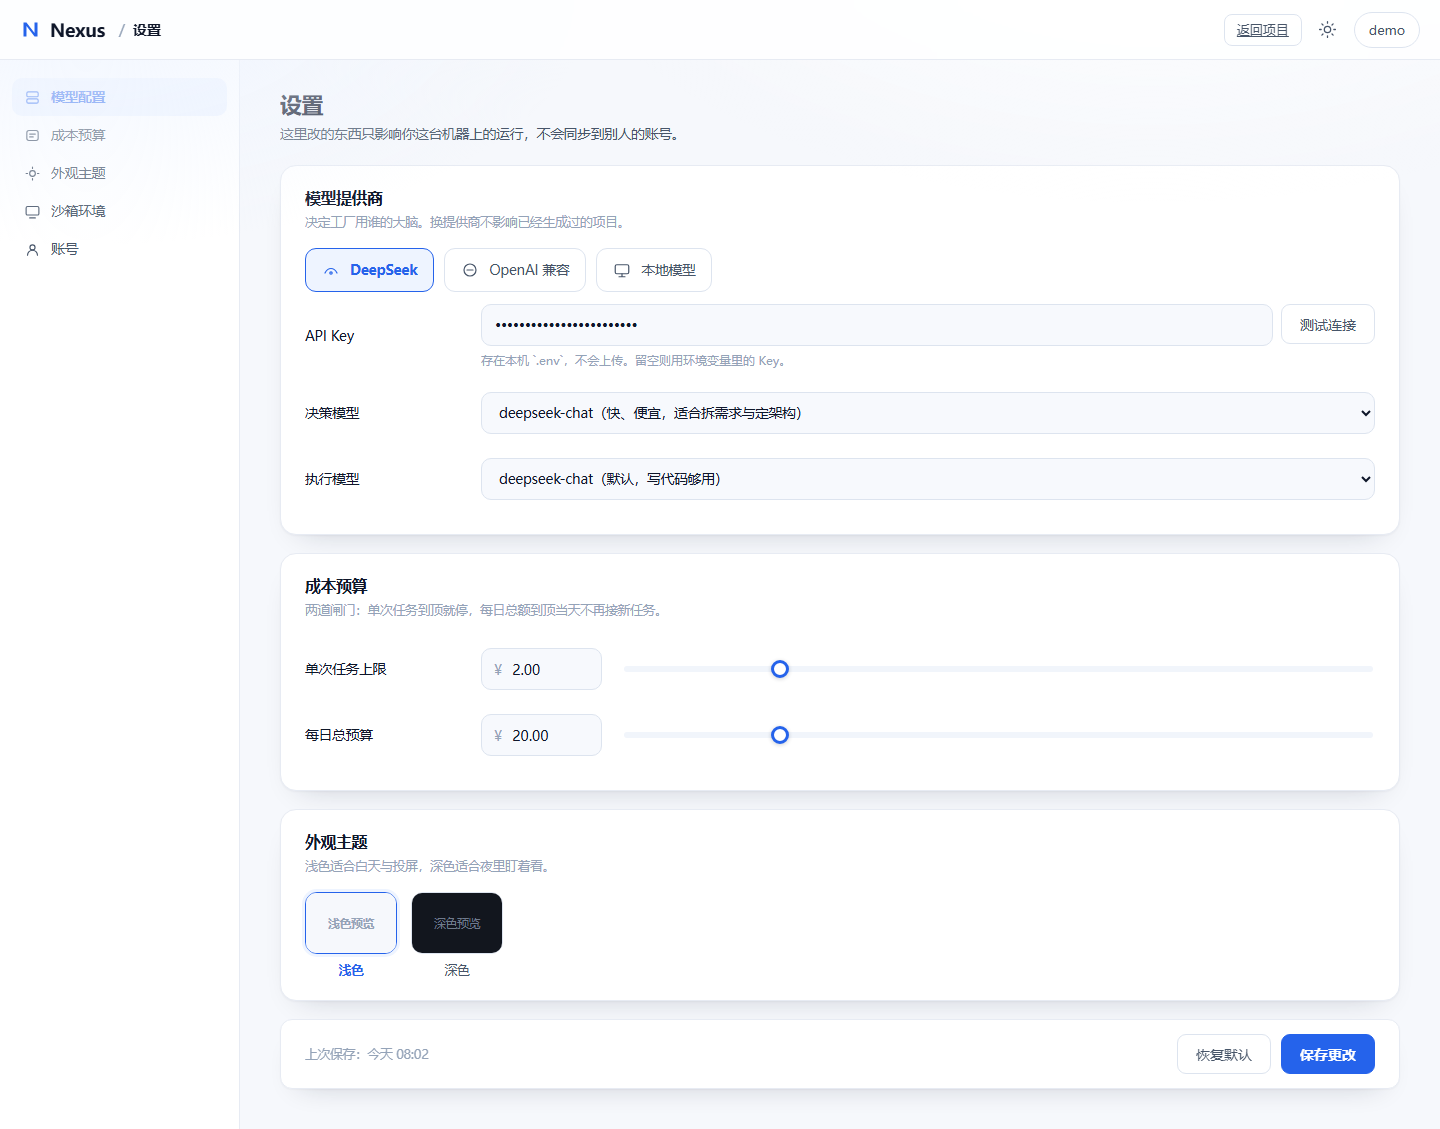 Nexus / 设置
返回项目
demo
模型配置
成本预算
外观主题
沙箱环境
账号
设置
这里改的东西只影响你这台机器上的运行，不会同步到别人的账号。
模型提供商
决定工厂用谁的大脑。换提供商不影响已经生成过的项目。
DeepSeek
OpenAI 兼容
本地模型
API Key
••••••••••••••••••••••••
测试连接
存在本机 `.env`，不会上传。留空则用环境变量里的 Key。
决策模型
deepseek-chat（快、便宜，适合拆需求与定架构）
执行模型
deepseek-chat（默认，写代码够用）
成本预算
两道闸门：单次任务到顶就停，每日总额到顶当天不再接新任务。
单次任务上限
¥ 2.00
每日总预算
¥ 20.00
外观主题
浅色适合白天与投屏，深色适合夜里盯着看。
浅色预览
深色预览
浅色
深色
上次保存：今天 08:02
恢复默认
保存更改